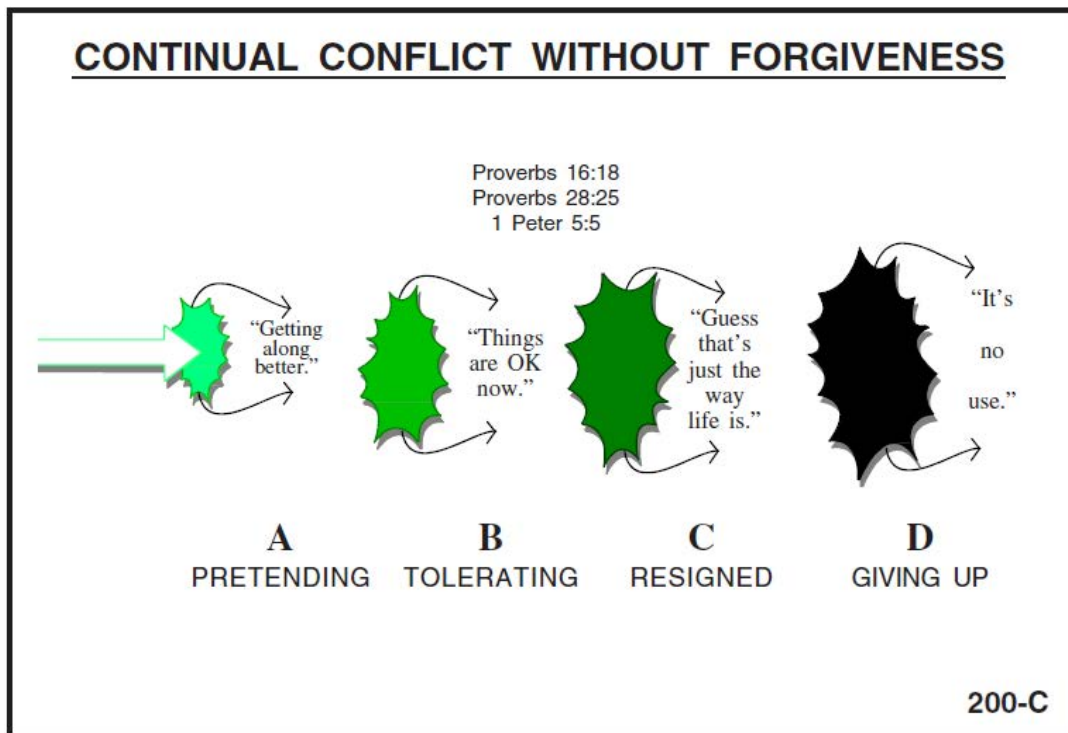 CONTINUAL CONFLICT WITHOUT FORGIVENESS
Proverbs 16:18
Proverbs 28:25
1 Peter 5:5
“Getting
along
better.”
“Things
are OK
now.”
“Guess
that’s
just the
way
life is.”
“It’s
no
use.”
A
PRETENDING
B
TOLERATING
C
RESIGNED
D
GIVING UP
200-C